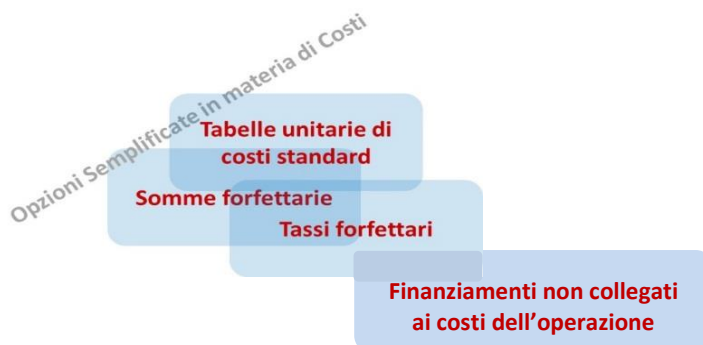 Opzioni Semplificate in materia di Costi
Tabelle unitarie di
costi standard
Somme forfettarie
Tassi forfettari
Finanziamenti non collegati
ai costi dell’operazione